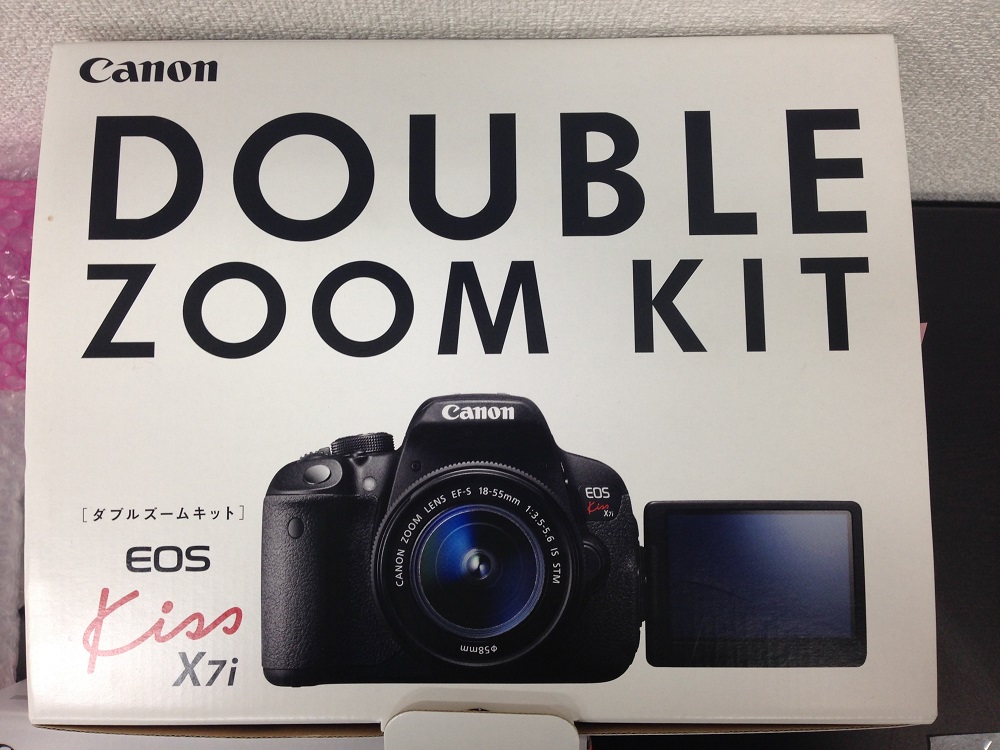 Canon
DOUBLE
ZOOM KIT
Canon
CANON ZOOM LENS EF-S 18-55mm 1:3.5-5.6 IS STM
ø58mm
EOS
Kiss
X7i
[ダブルズームキット]
EOS
Kiss
X7i